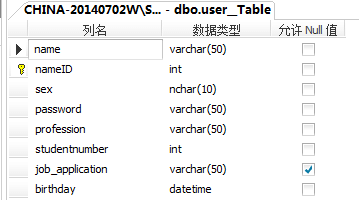 CHINA-20140702W\S... - dbo.user_Table
列名 数据类型 允许 Null 值
name varchar(50)
nameID int
sex nchar(10)
password varchar(50)
profession varchar(50)
studentnumber int
job_application varchar(50)
birthday datetime